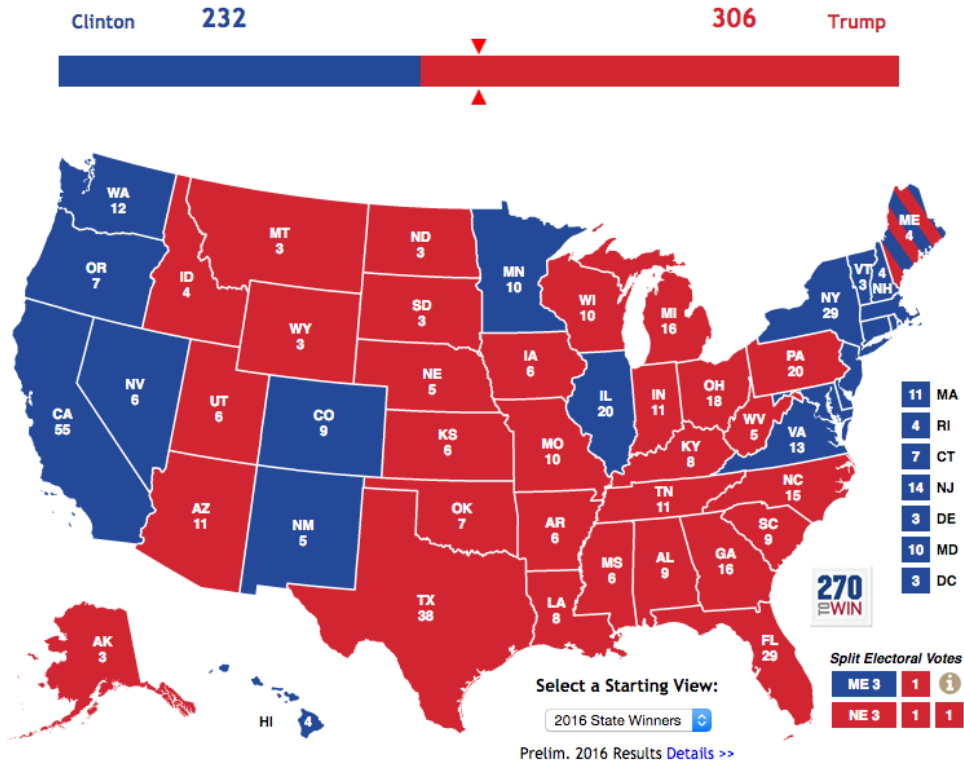 Clinton 232 306 Trump
WA
12
MT
3
ND
3
ME
4
OR
7
ID
4
MN
10
VT
3
4
NH
SD
3
WI
10
NY
29
MI
16
WY
3
IA
6
PA
20
NV
6
NE
5
OH
18
IL
20
IN
11
UT
6
CO
9
CA
55
WV
5
VA
13
KS
6
MO
10
KY
8
NC
15
TN
11
AZ
11
OK
7
AR
6
SC
9
NM
5
MS
6
AL
9
GA
16
TX
38
LA
8
FL
29
AK
3
HI 4
11 MA
4 RI
7 CT
14 NJ
3 DE
10 MD
3 DC
270
TOWIN
Split Electoral Votes
ME 3 1 i
NE 3 1 1
Select a Starting View:
2016 State Winners
Prelim. 2016 Results Details >>